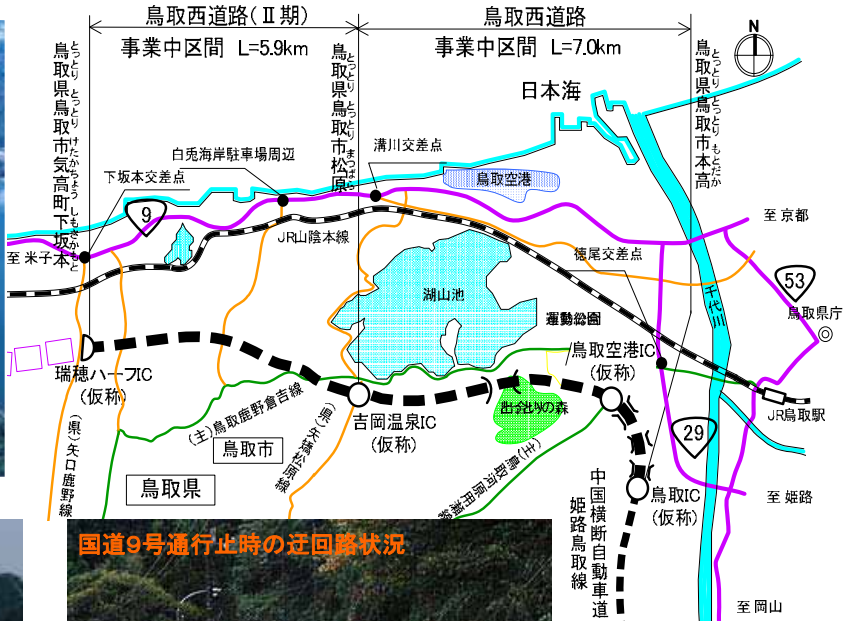 鳥取西道路(Ⅱ期)
鳥取西道路
事業中区間 L=5.9km
事業中区間 L=7.0km
N
鳥取県鳥取市気高町下坂本
とっとり とっとり けたかちょう しもさかもと
鳥取県鳥取市松原
とっとり とっとり まつばら
鳥取県鳥取市本高
とっとり とっとり もとだか
日本海
溝川交差点
白兎海岸駐車場周辺
下坂本交差点
鳥取空港
9
至 米子
JR山陰本線
至 京都
徳尾交差点
湖山池
千代川
53
鳥取県庁
運動公園
鳥取空港IC
(仮称)
瑞穂ハーフIC
(仮称)
吉岡温泉IC
(仮称)
出会いの森
JR鳥取駅
(主)鳥取鹿野倉吉線
(県)矢矯松原線
(県)矢口鹿野線
(主)鳥取河原用瀬線
鳥取市
鳥取県
29
鳥取IC
(仮称)
至 姫路
中国横断自動車道
姫路鳥取線
至 岡山
国道9号通行止時の迂回路状況